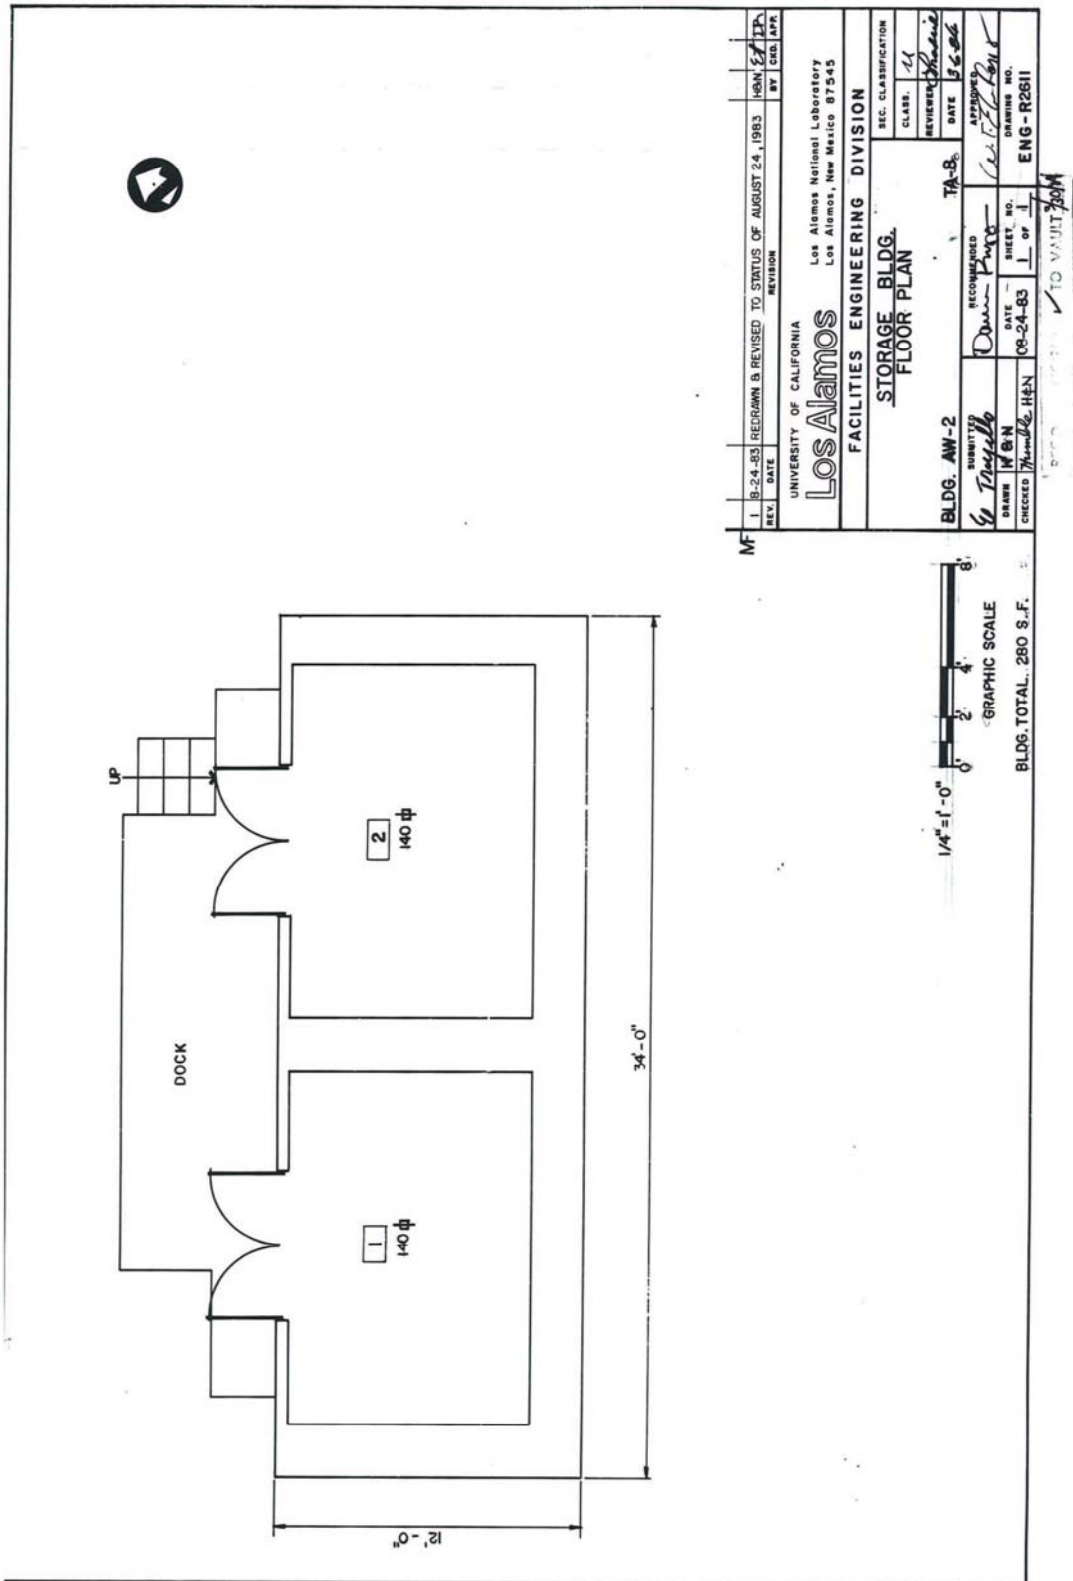 UP
DOCK
1
140
2
140
12'-0"
34'-0"
1/4"=1'-0"
0' 2' 4' 8'
GRAPHIC SCALE
BLDG. TOTAL.. 280 S.F.
MF
1 8-24-83 REDRAWN & REVISED TO STATUS OF AUGUST 24, 1983 H&N
REV. DATE REVISION BY CKD. APP.
UNIVERSITY OF CALIFORNIA
Los Alamos
Los Alamos National Laboratory
Los Alamos, New Mexico 87545
FACILITIES ENGINEERING DIVISION
STORAGE BLDG.
FLOOR PLAN
BLDG. AW-2 TA-8
SEC. CLASSIFICATION
CLASS. U
REVIEWER
DATE
SUBMITTED
RECOMMENDED
APPROVED
DRAWN H&N
CHECKED H&N
DATE
08-24-83
SHEET NO.
1 OF 1
DRAWING NO.
ENG-R2611
TO VAULT